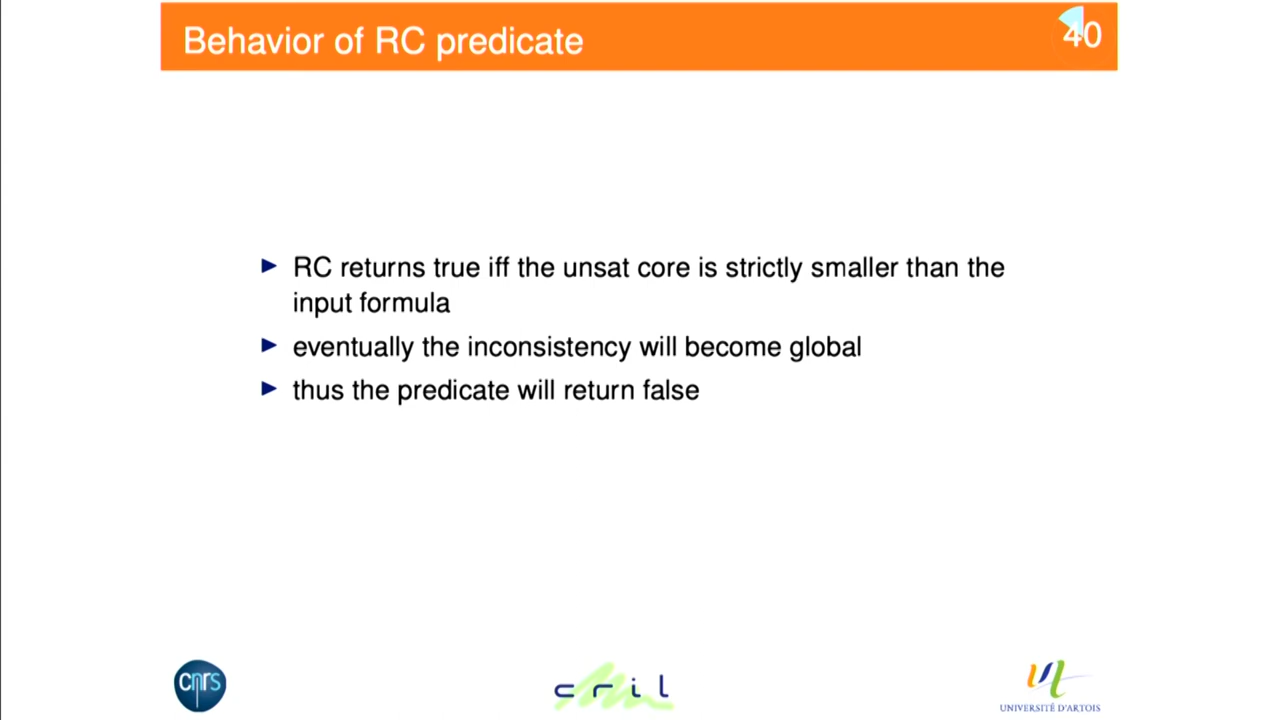 Behavior of RC predicate
40
► RC returns true iff the unsat core is strictly smaller than the
input formula
► eventually the inconsistency will become global
► thus the predicate will return false
cnrs
cril
UNIVERSITÉ D'ARTOIS